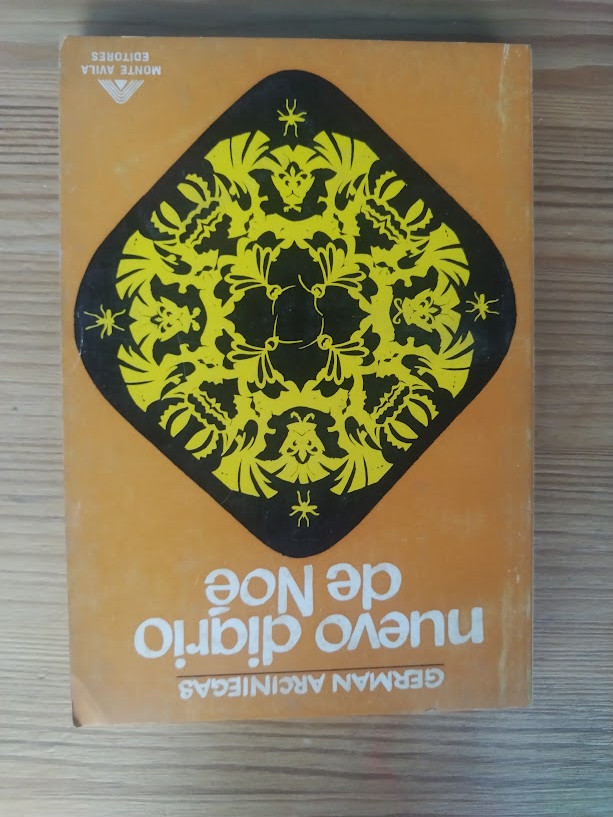 GERMAN ARCINIEGAS
nuevo diario
de Noé
MONTE AVILA
EDITORES